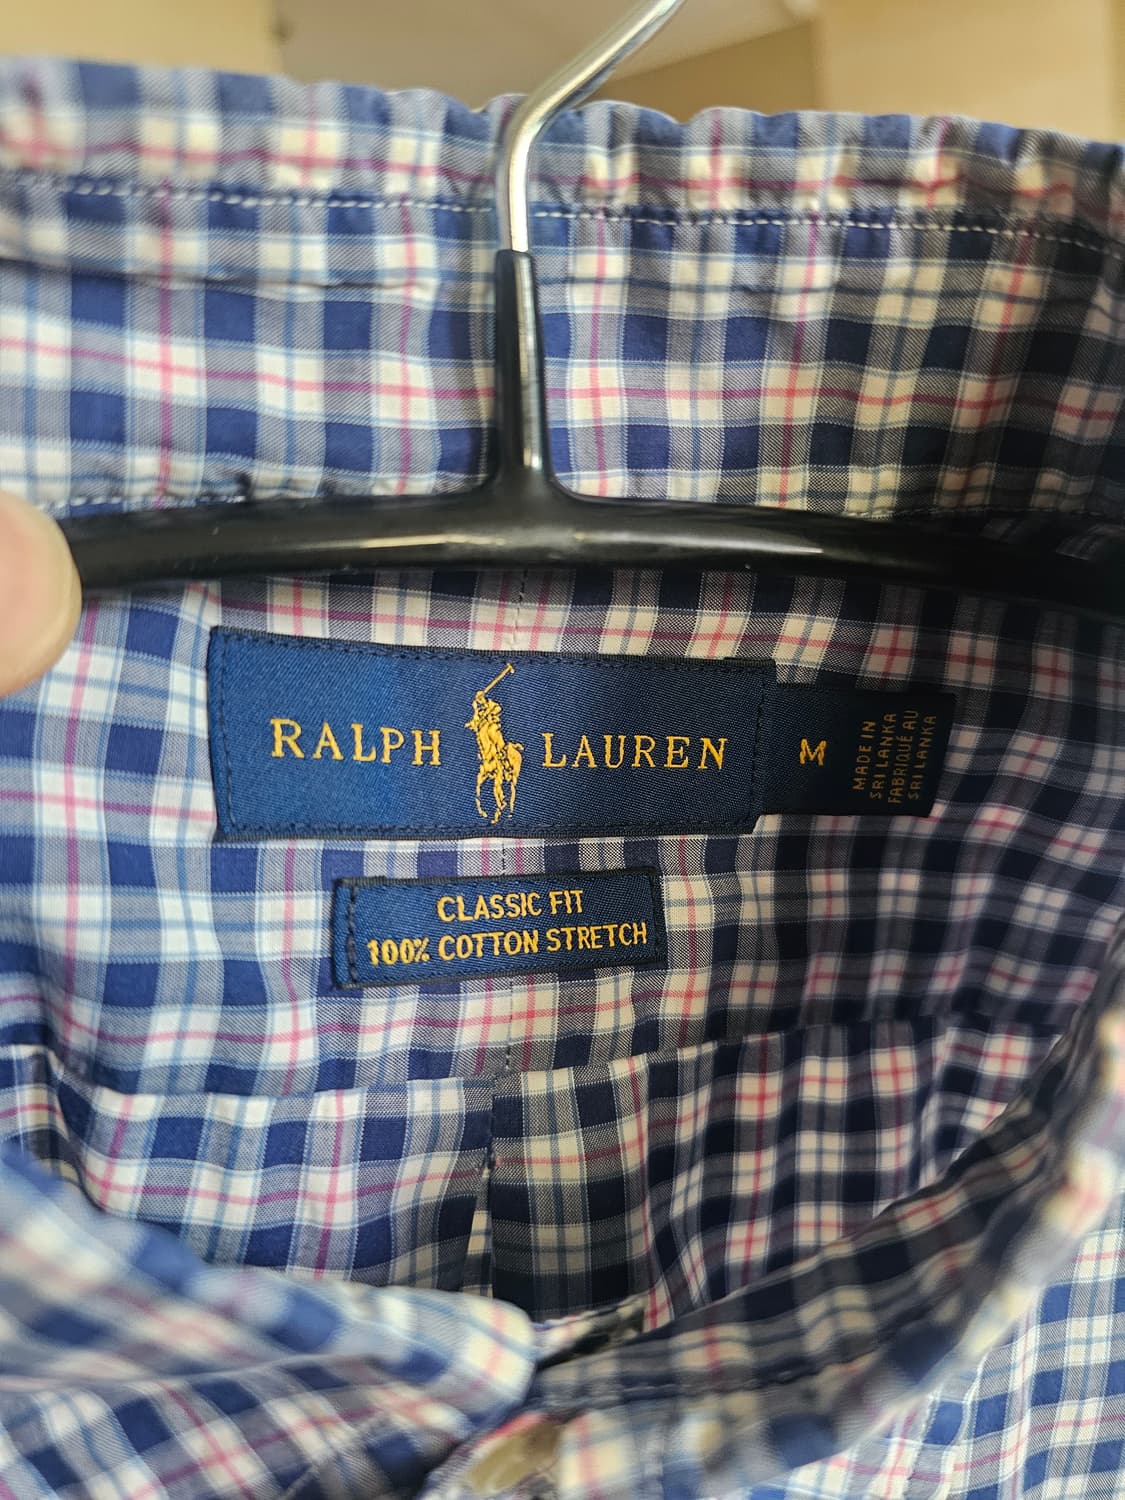 RALPH LAUREN
M
MADE IN
SRI LANKA
FABRIQUÉ AU
SRI LANKA
CLASSIC FIT
100% COTTON STRETCH